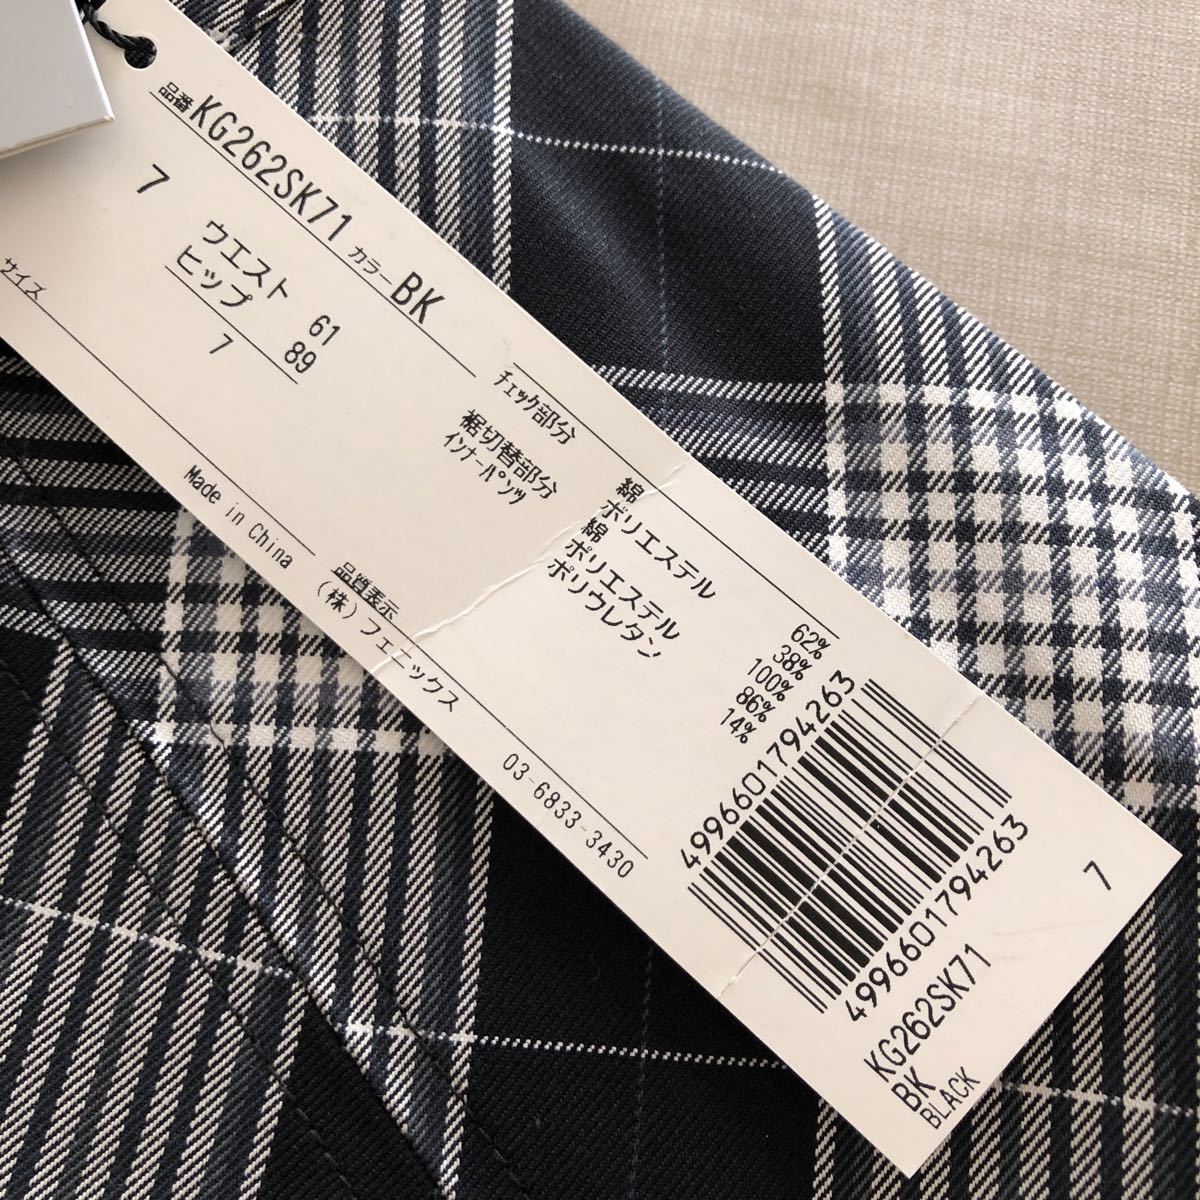 品番 KG262SK71 カラー BK
7
サイズ
ウエスト 61
ヒップ 89
7
チェック部分 綿 62%
ポリエステル 38%
裾切替部分 綿 100%
インナーパンツ ポリエステル 86%
ポリウレタン 14%
Made in China
品質表示
(株)フェニックス
03-6833-3430
4996601794263
4996601794263
7
KG262SK71
BK
BLACK